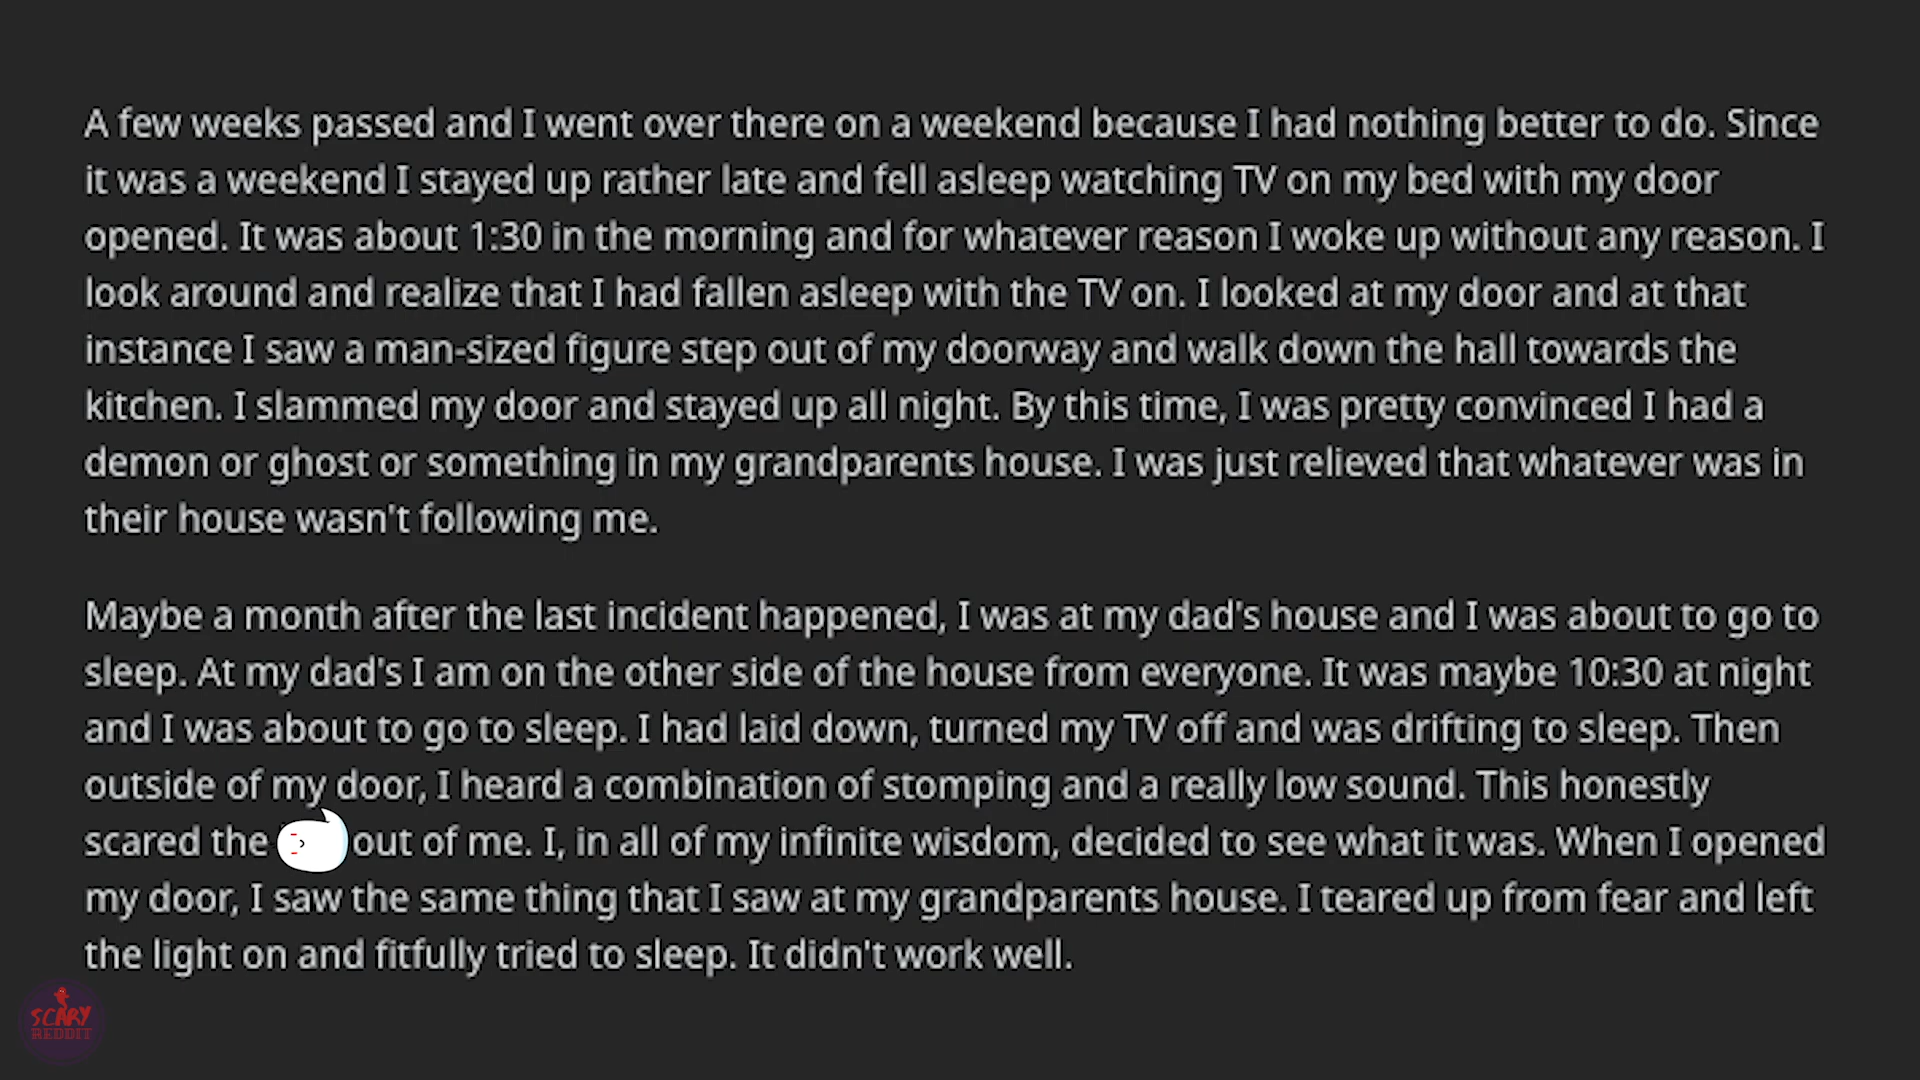 A few weeks passed and I went over there on a weekend because I had nothing better to do. Since
it was a weekend I stayed up rather late and fell asleep watching TV on my bed with my door
opened. It was about 1:30 in the morning and for whatever reason I woke up without any reason. I
look around and realize that I had fallen asleep with the TV on. I looked at my door and at that
instance I saw a man-sized figure step out of my doorway and walk down the hall towards the
kitchen. I slammed my door and stayed up all night. By this time, I was pretty convinced I had a
demon or ghost or something in my grandparents house. I was just relieved that whatever was in
their house wasn't following me.
Maybe a month after the last incident happened, I was at my dad's house and I was about to go to
sleep. At my dad's I am on the other side of the house from everyone. It was maybe 10:30 at night
and I was about to go to sleep. I had laid down, turned my TV off and was drifting to sleep. Then
outside of my door, I heard a combination of stomping and a really low sound. This honestly
scared the out of me. I, in all of my infinite wisdom, decided to see what it was. When I opened
my door, I saw the same thing that I saw at my grandparents house. I teared up from fear and left
the light on and fitfully tried to sleep. It didn't work well.
SCARY
REDDIT